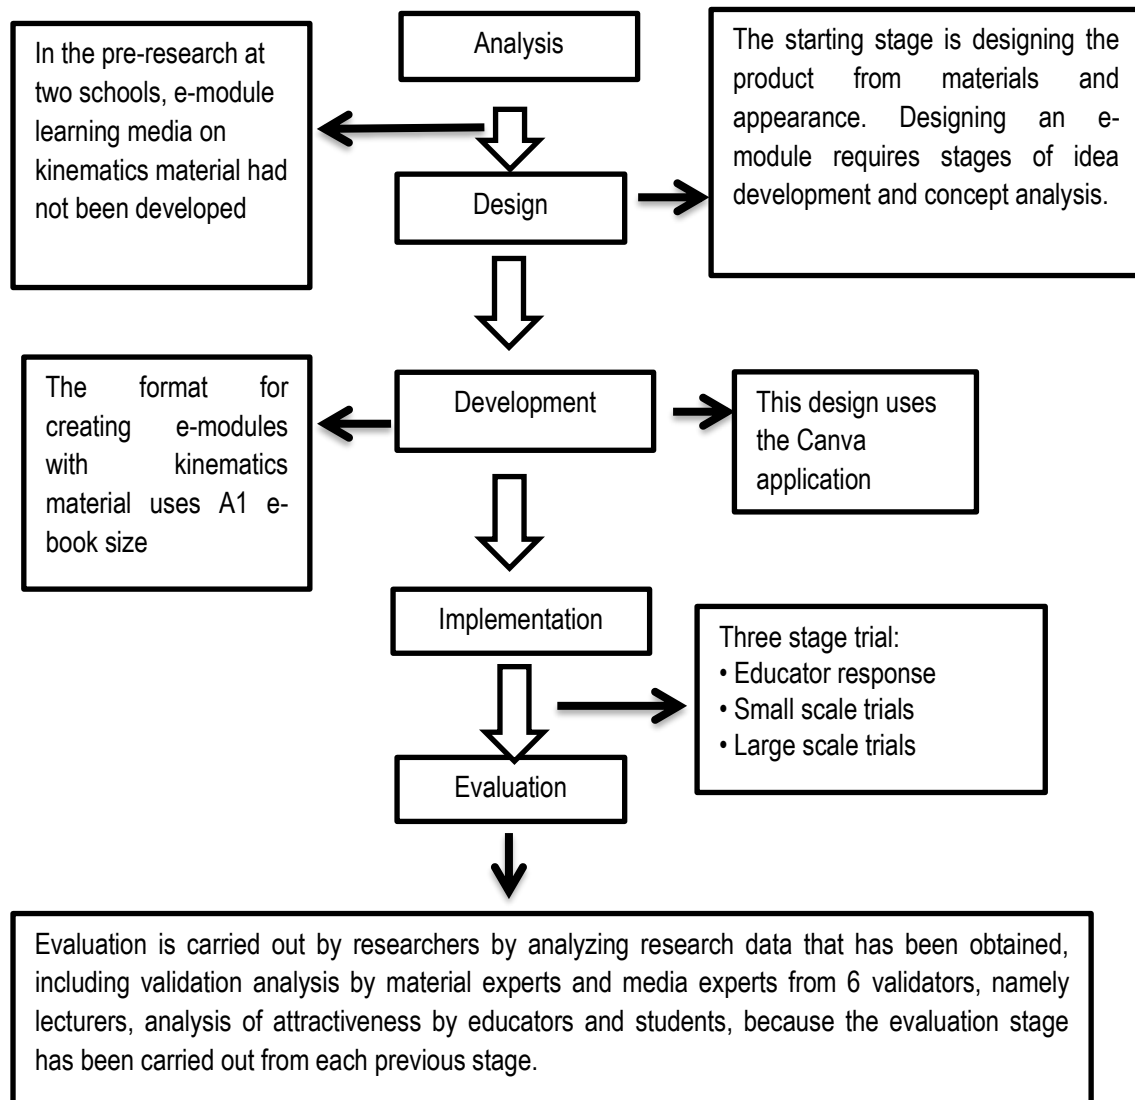 Analysis
In the pre-research at
two schools, e-module
learning media on
kinematics material had
not been developed
The starting stage is designing the
product from materials and
appearance. Designing an e-
module requires stages of idea
development and concept analysis.
Design
Development
The format for
creating e-modules
with kinematics
material uses A1 e-
book size
This design uses
the Canva
application
Implementation
Three stage trial:
• Educator response
• Small scale trials
• Large scale trials
Evaluation
Evaluation is carried out by researchers by analyzing research data that has been obtained,
including validation analysis by material experts and media experts from 6 validators, namely
lecturers, analysis of attractiveness by educators and students, because the evaluation stage
has been carried out from each previous stage.